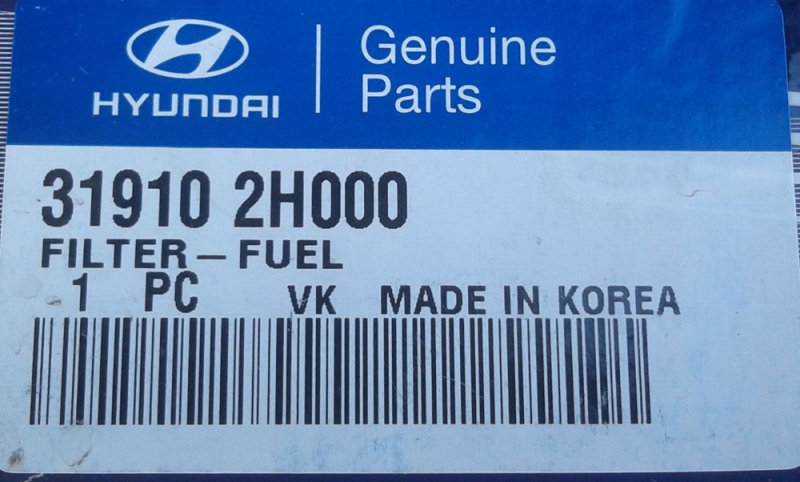 HYUNDAI
Genuine
Parts
31910 2H000
FILTER – FUEL
1 PC VK MADE IN KOREA